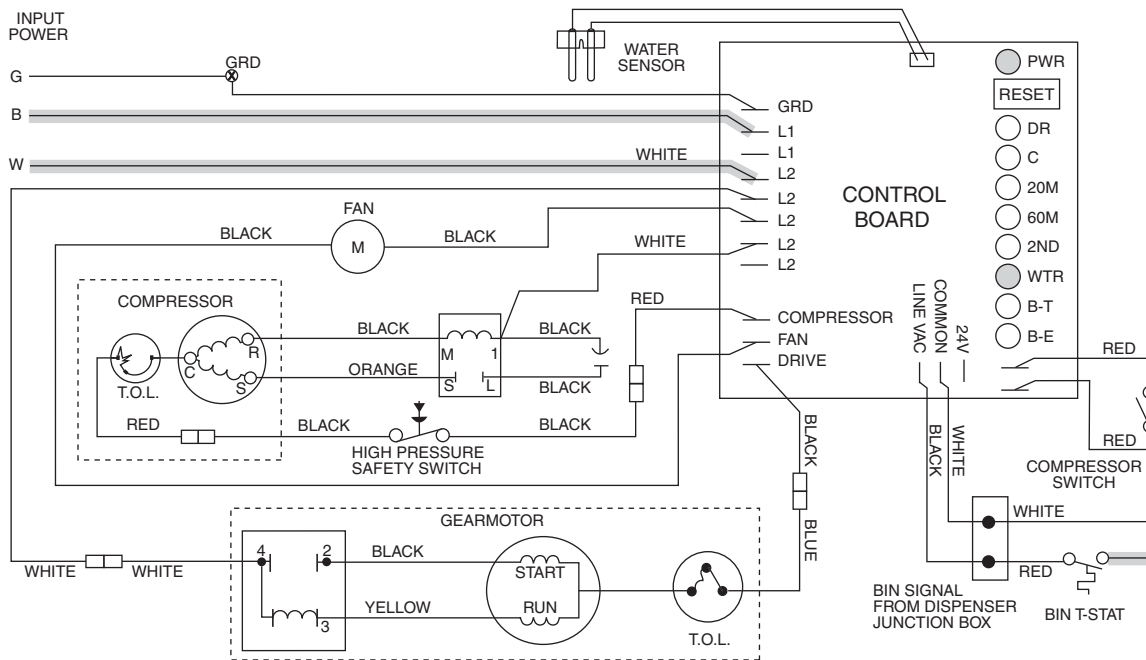 INPUT
POWER
G
GRD
B
W
WHITE
WATER
SENSOR
GRD
L1
L1
L2
L2
L2
L2
L2
CONTROL
BOARD
PWR
RESET
DR
C
20M
60M
2ND
WTR
B-T
B-E
FAN
BLACK
M
BLACK
WHITE
COMPRESSOR
T.O.L.
C
R
S
BLACK
ORANGE
M
1
S
L
BLACK
BLACK
RED
COMPRESSOR
FAN
DRIVE
LINE VAC
COMMON
24V
RED
RED
COMPRESSOR
SWITCH
RED
BLACK
HIGH PRESSURE
SAFETY SWITCH
BLACK
BLACK
BLUE
BLACK
WHITE
WHITE
RED
BIN SIGNAL
FROM DISPENSER
JUNCTION BOX
BIN T-STAT
GEARMOTOR
WHITE
WHITE
4
2
3
BLACK
YELLOW
START
RUN
T.O.L.